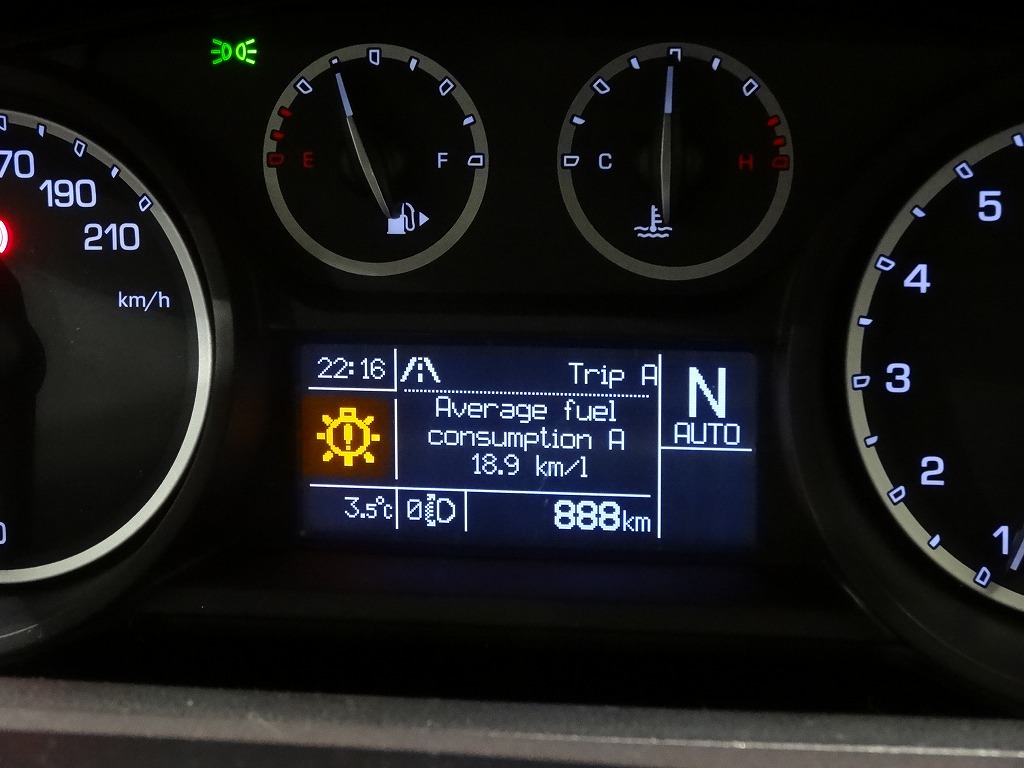 E F
C H
70
190
210
km/h
5
4
3
2
1
22:16
Trip A
N
AUTO
Average fuel
consumption A
18.9 km/l
3.5°C
0
888km